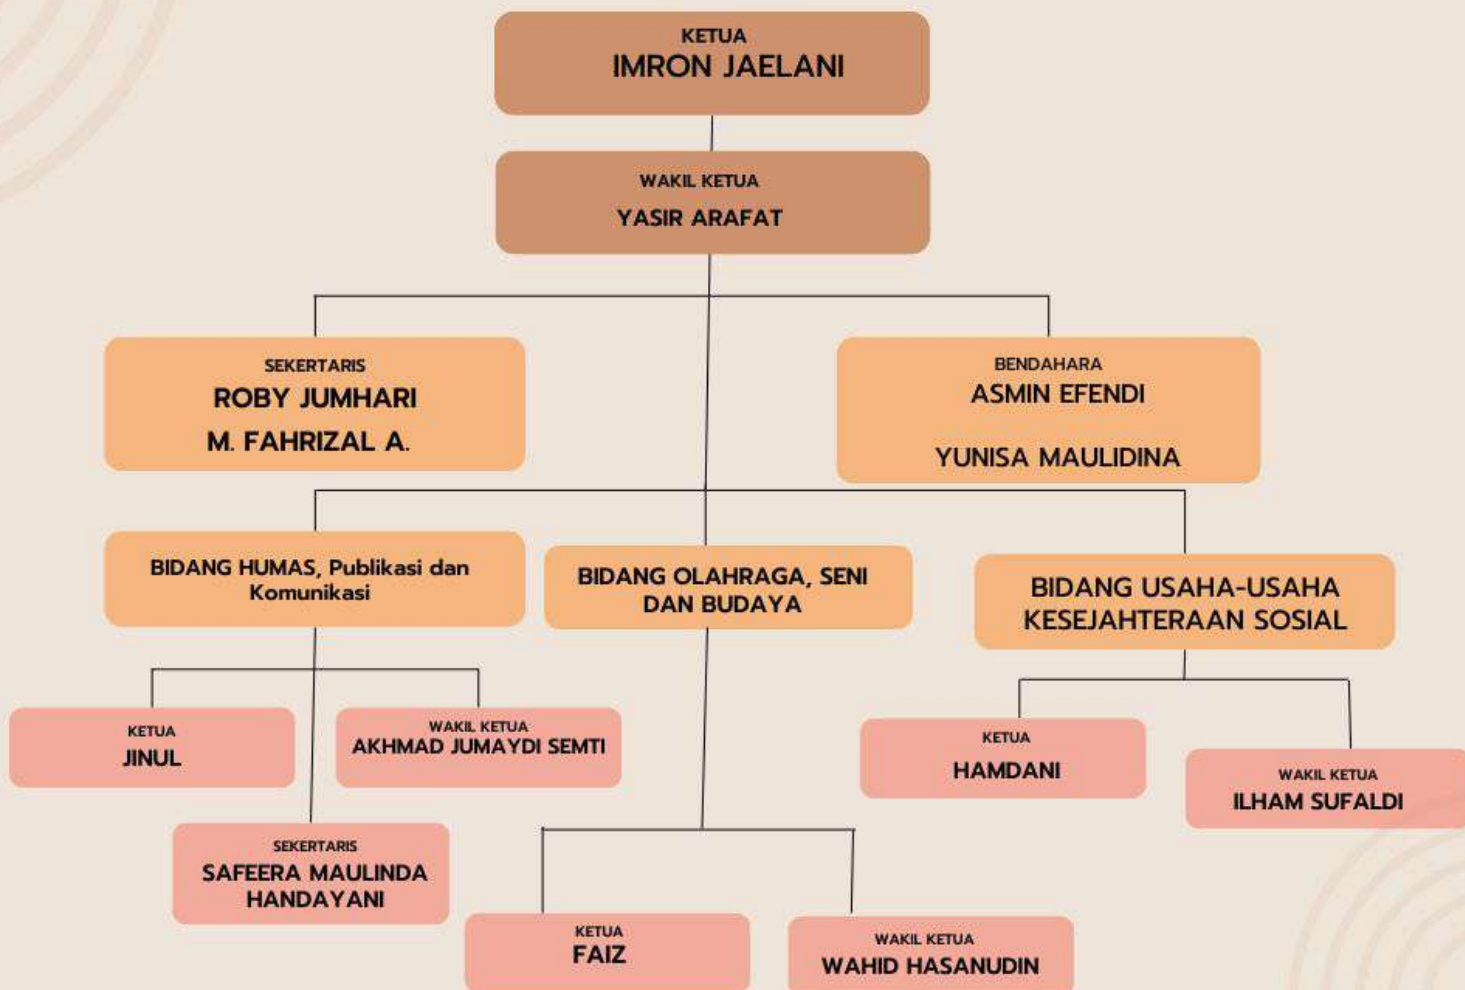 KETUA
IMRON JAELANI
WAKIL KETUA
YASIR ARAFAT
SEKERTARIS
ROBY JUMHARI
M. FAHRIZAL A.
BENDAHARA
ASMIN EFENDI
YUNISA MAULIDINA
BIDANG HUMAS, Publikasi dan
Komunikasi
BIDANG OLAHRAGA, SENI
DAN BUDAYA
BIDANG USAHA-USAHA
KESEJAHTERAAN SOSIAL
KETUA
JINUL
WAKIL KETUA
AKHMAD JUMAYDI SEMTI
SEKERTARIS
SAFEERA MAULINDA
HANDAYANI
KETUA
FAIZ
WAKIL KETUA
WAHID HASANUDIN
KETUA
HAMDANI
WAKIL KETUA
ILHAM SUFALDI